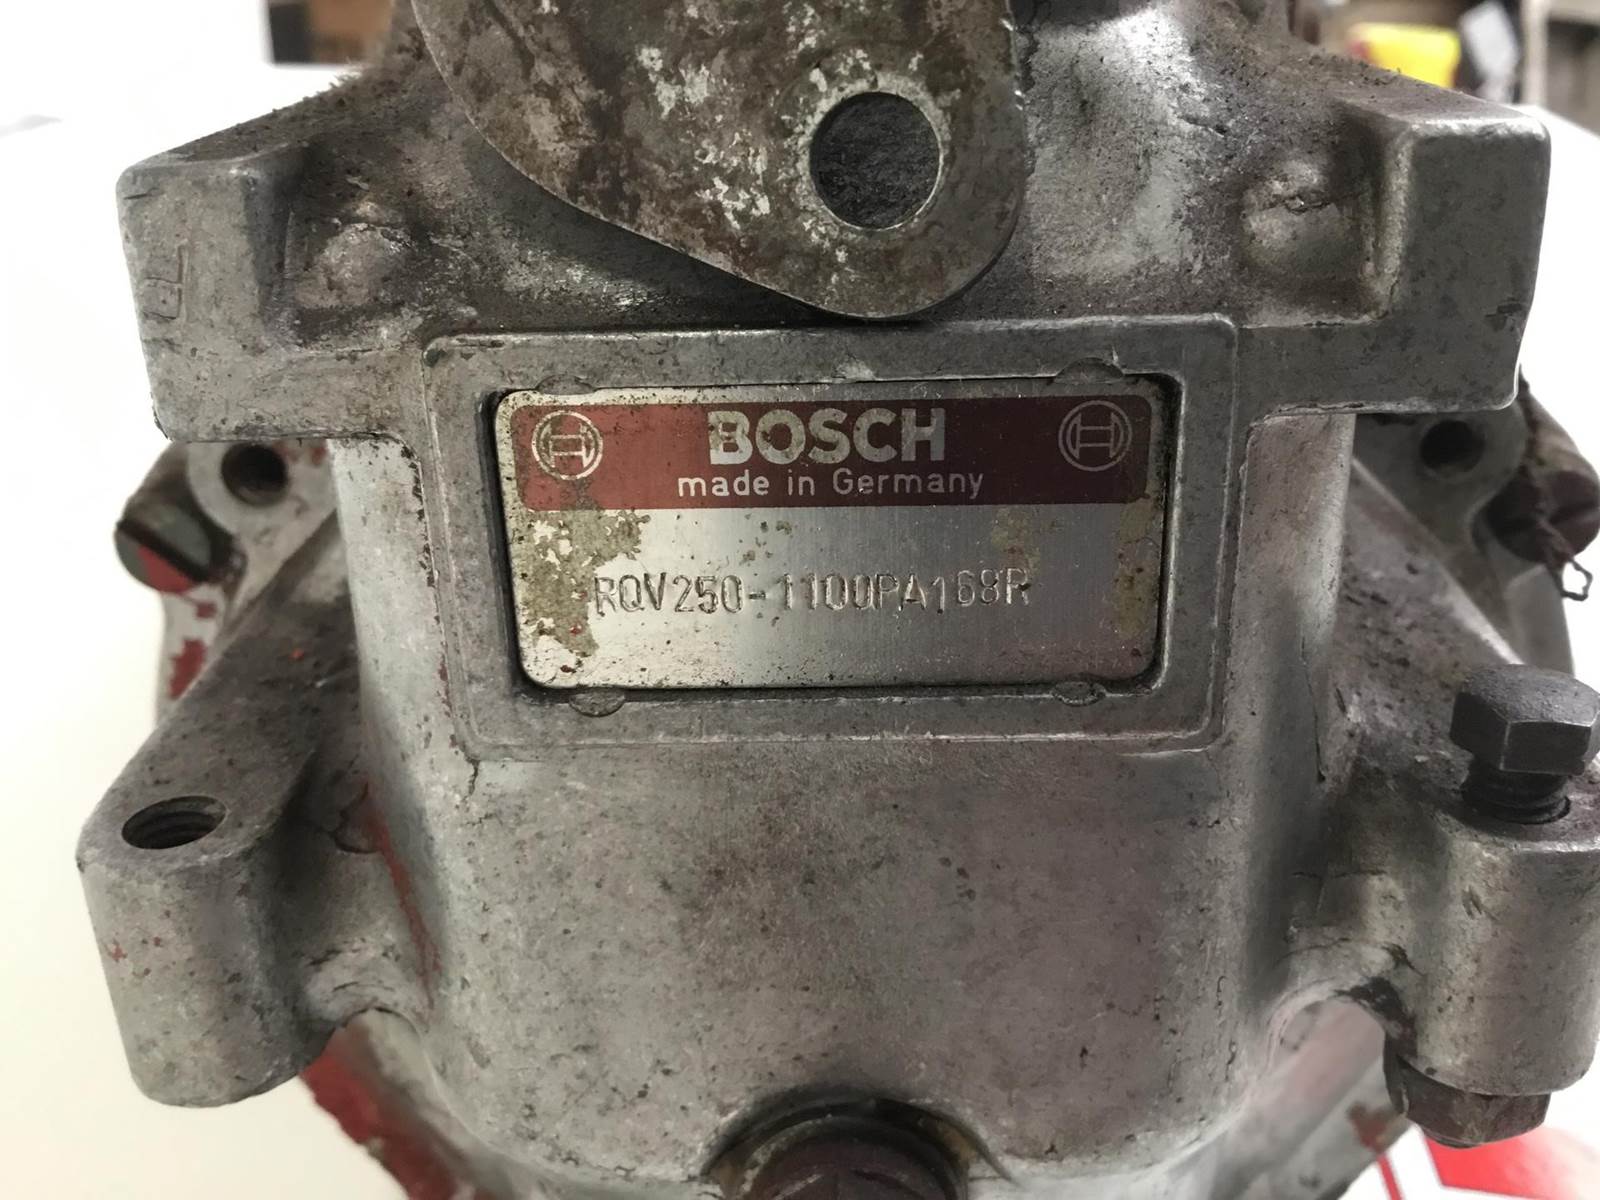 BOSCH
made in Germany
RQV250-1100PA168R